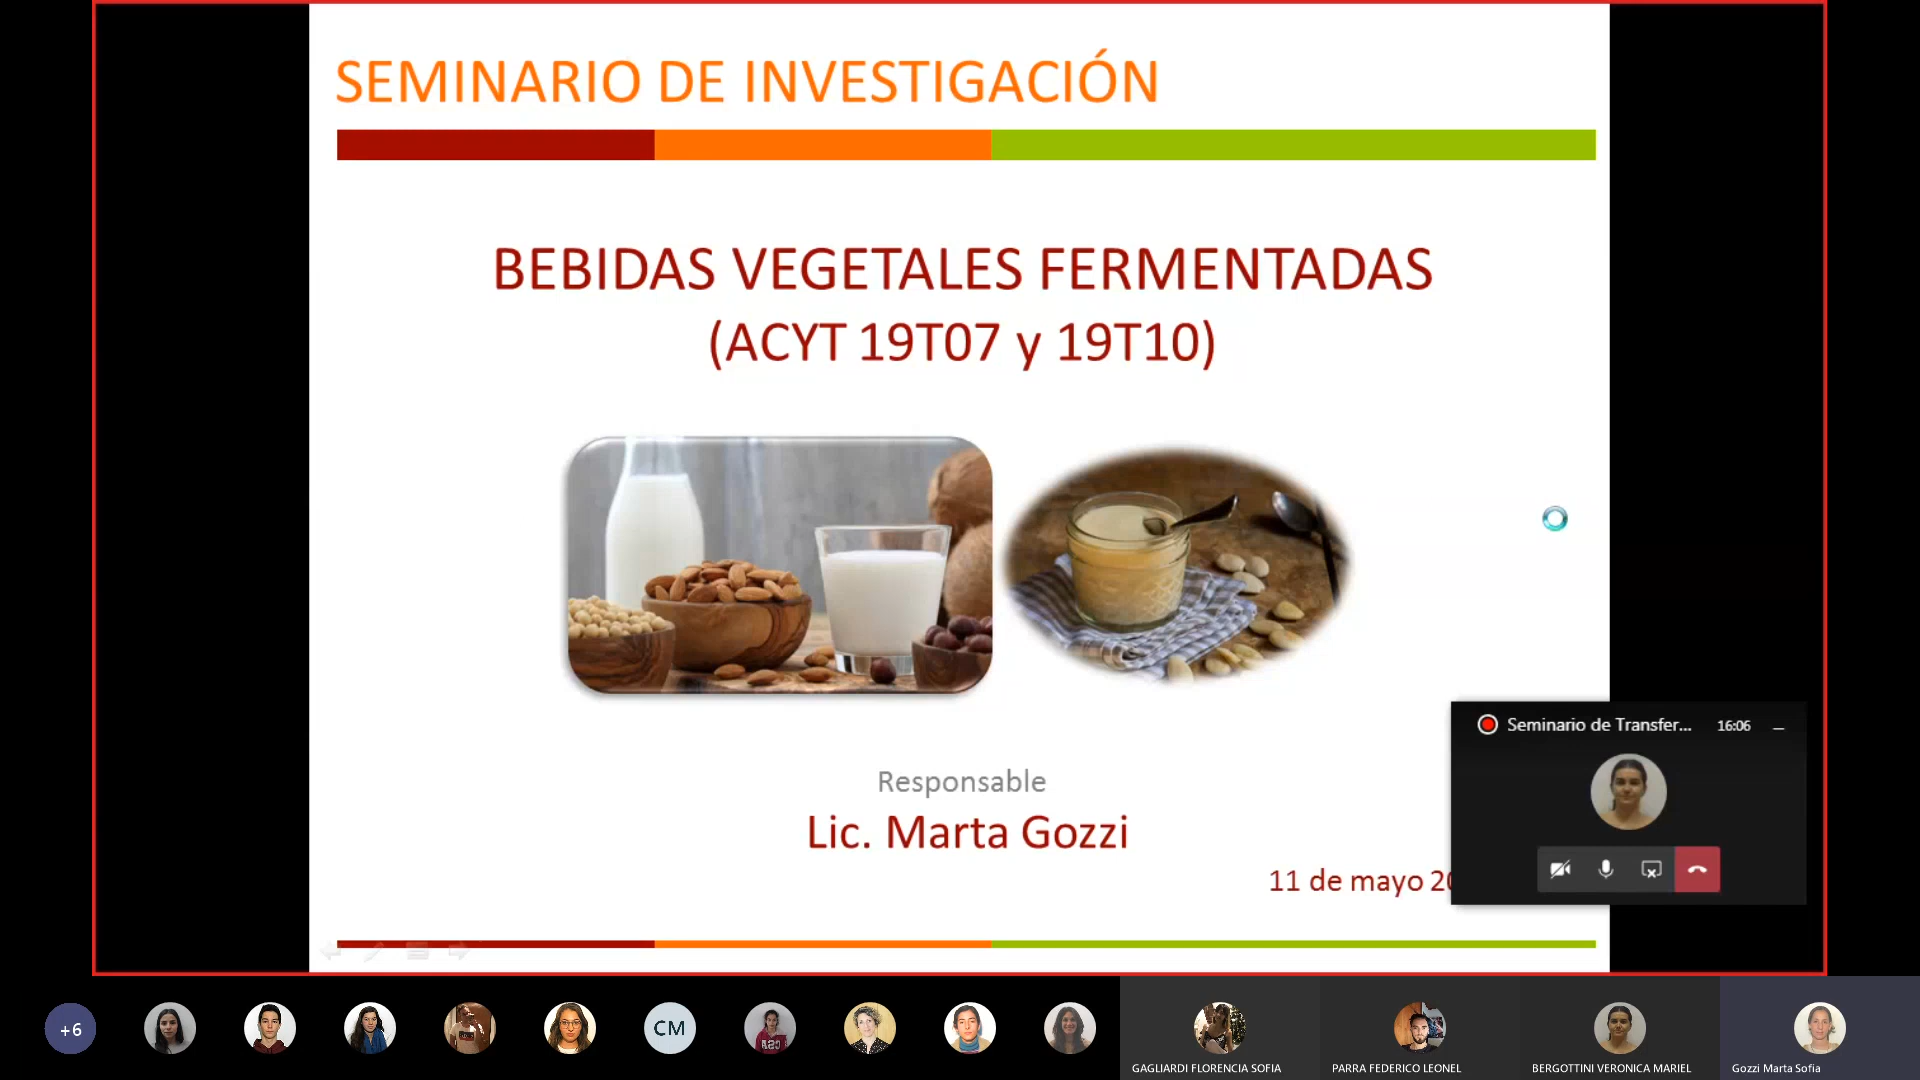 SEMINARIO DE INVESTIGACIÓN
BEBIDAS VEGETALES FERMENTADAS
(ACYT 19T07 y 19T10)
Responsable
Lic. Marta Gozzi
11 de mayo 20
Seminario de Transfer... 16:06
+6
CM
GAGLIARDI FLORENCIA SOFIA
PARRA FEDERICO LEONEL
BERGOTTINI VERONICA MARIEL
Gozzi Marta Sofia